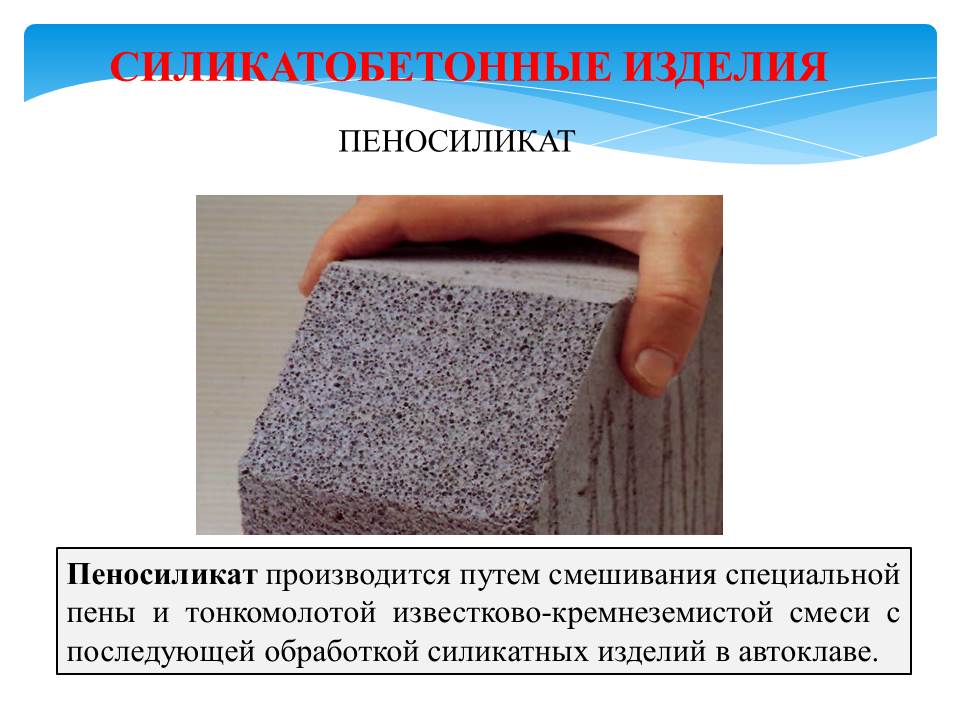 СИЛИКАТОБЕТОННЫЕ ИЗДЕЛИЯ
ПЕНОСИЛИКАТ
Пеносиликат производится путем смешивания специальной
пены и тонкомолотой известково-кремнеземистой смеси с
последующей обработкой силикатных изделий в автоклаве.